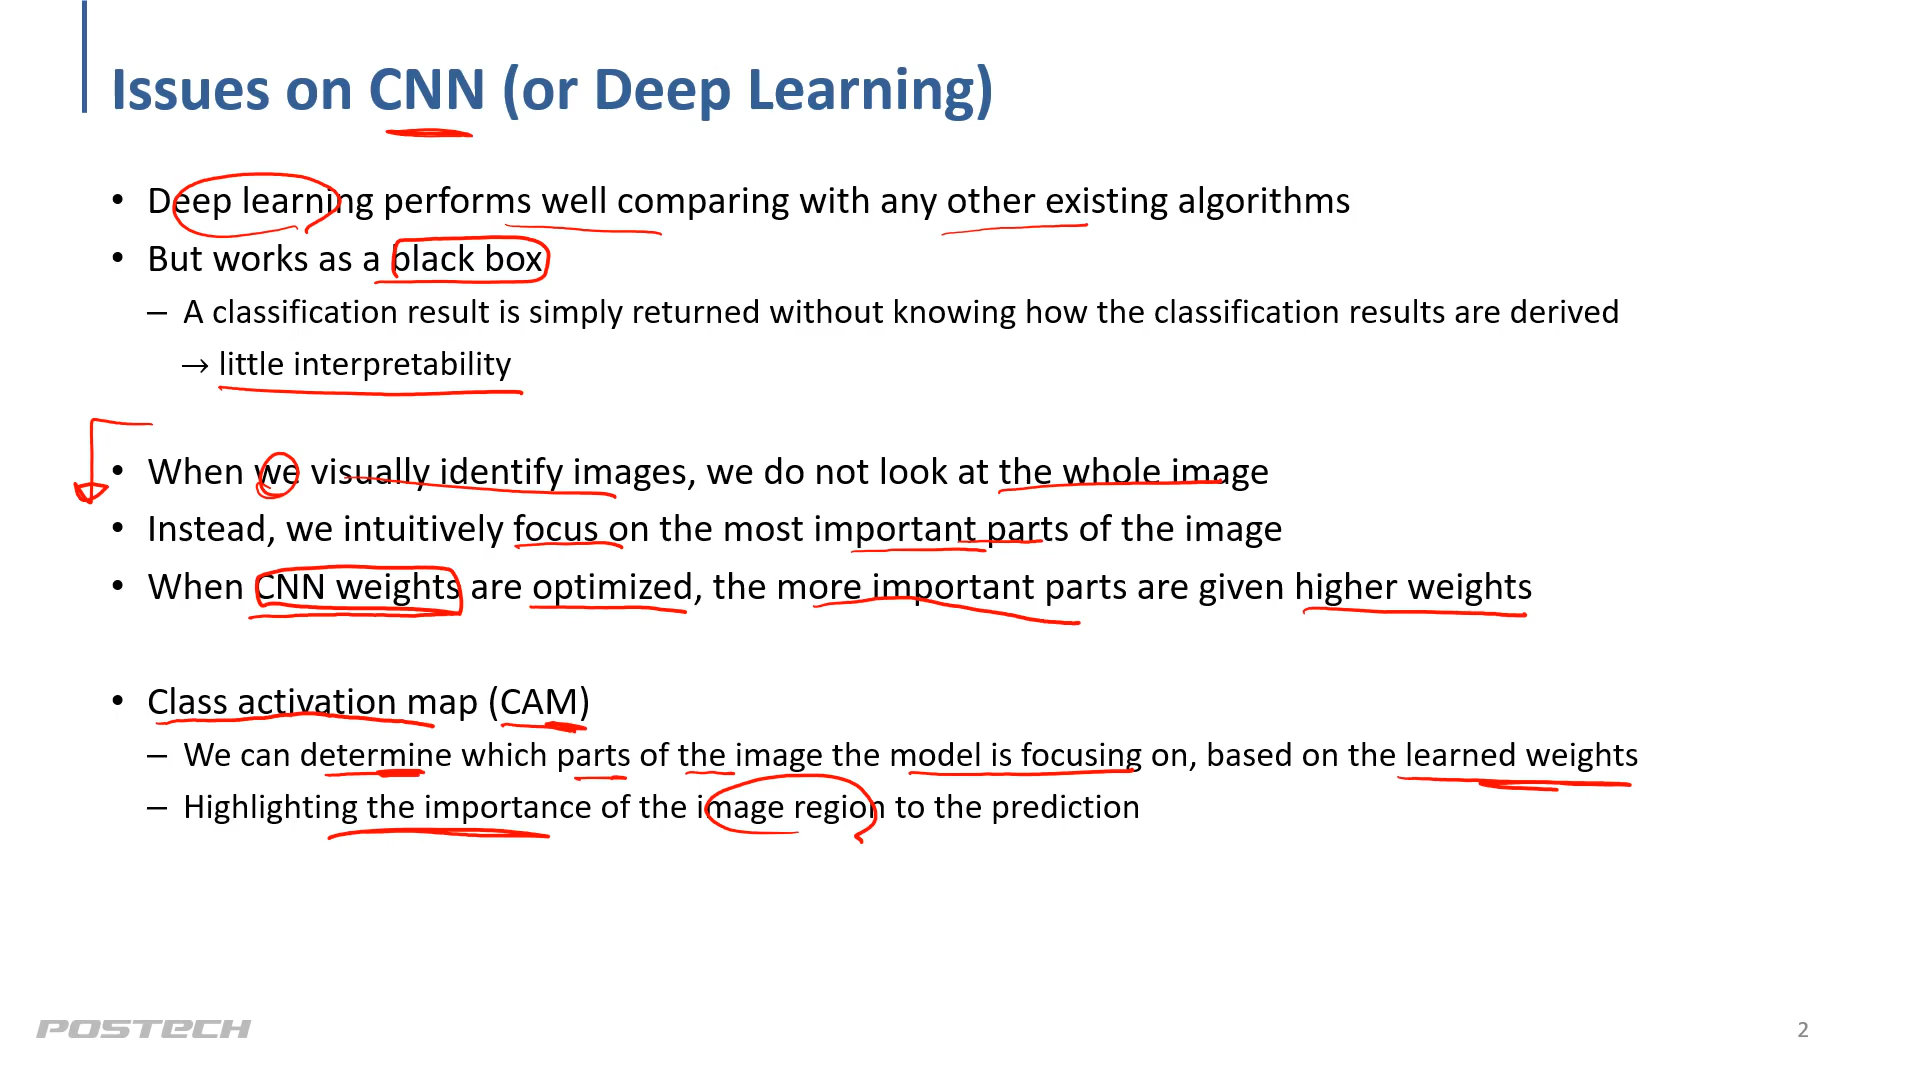 Issues on CNN (or Deep Learning)
• Deep learning performs well comparing with any other existing algorithms
• But works as a black box
– A classification result is simply returned without knowing how the classification results are derived
→ little interpretability
• When we visually identify images, we do not look at the whole image
• Instead, we intuitively focus on the most important parts of the image
• When CNN weights are optimized, the more important parts are given higher weights
• Class activation map (CAM)
– We can determine which parts of the image the model is focusing on, based on the learned weights
– Highlighting the importance of the image region to the prediction
POSTECH
2